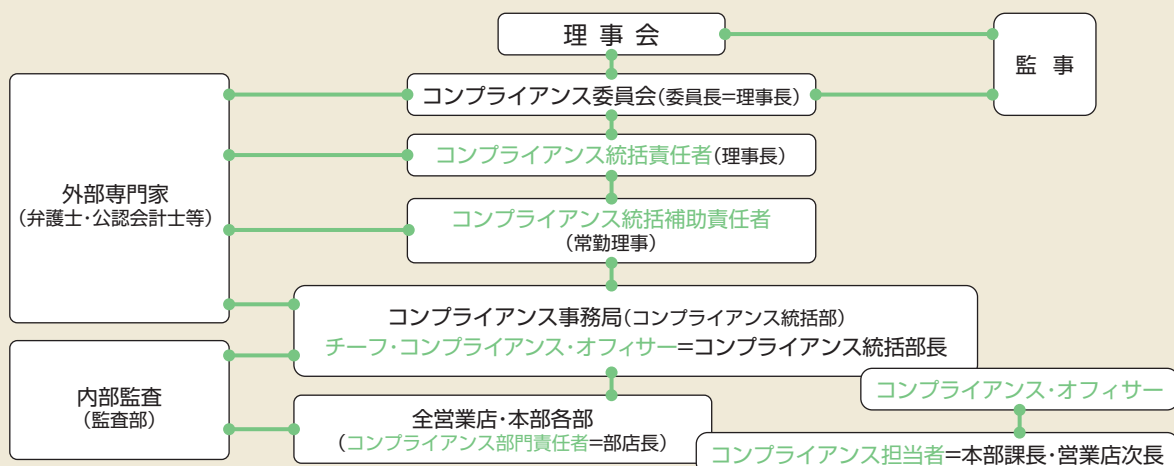 理事会
監事
コンプライアンス委員会(委員長=理事長)
コンプライアンス統括責任者(理事長)
外部専門家
(弁護士・公認会計士等)
コンプライアンス統括補助責任者
(常勤理事)
コンプライアンス事務局(コンプライアンス統括部)
チーフ・コンプライアンス・オフィサー=コンプライアンス統括部長
内部監査
(監査部)
全営業店・本部各部
(コンプライアンス部門責任者=部店長)
コンプライアンス・オフィサー
コンプライアンス担当者=本部課長・営業店次長